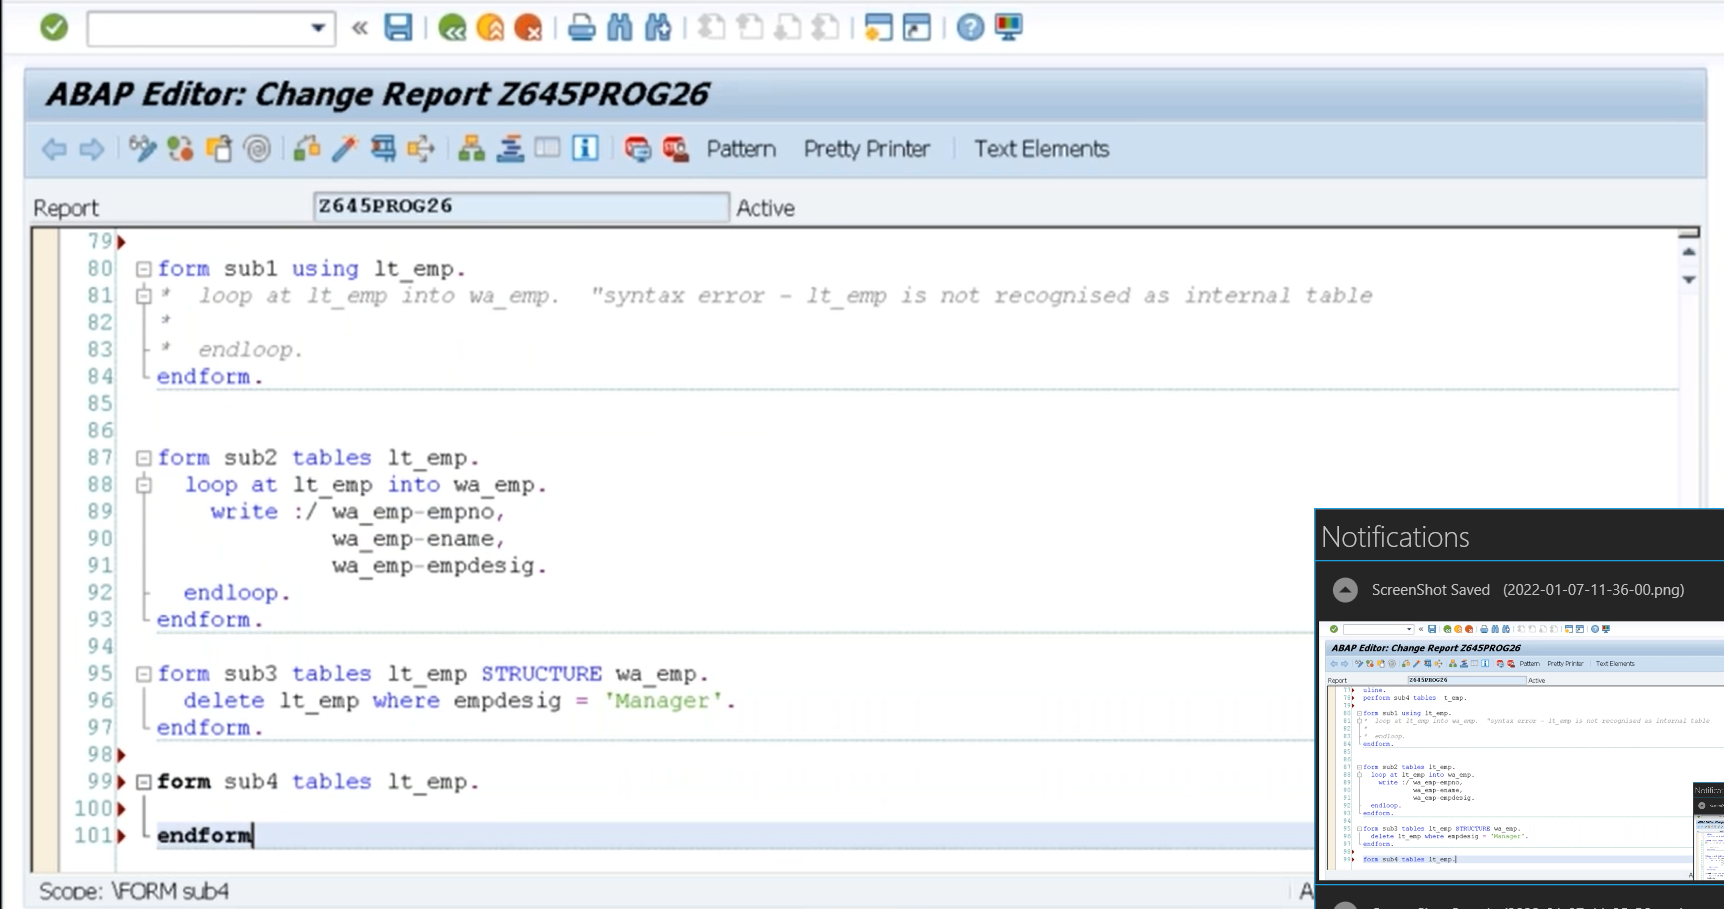 «
ABAP Editor: Change Report Z645PROG26
Pattern Pretty Printer Text Elements
Report Z645PROG26 Active
79
80 form sub1 using lt_emp.
81 * loop at lt_emp into wa_emp. "syntax error - lt_emp is not recognised as internal table
82 *
83 * endloop.
84 endform.
85
86
87 form sub2 tables lt_emp.
88 loop at lt_emp into wa_emp.
89 write :/ wa_emp-empno,
90 wa_emp-ename,
91 wa_emp-empdesig.
92 endloop.
93 endform.
94
95 form sub3 tables lt_emp STRUCTURE wa_emp.
96 delete lt_emp where empdesig = 'Manager'.
97 endform.
98
99 form sub4 tables lt_emp.
100
101 endform
Scope: \FORM sub4
Notifications
ScreenShot Saved (2022-01-07-11-36-00.png)
ABAP Editor: Change Report Z645PROG26
Pattern Pretty Printer Text Elements
Report Z645PROG26 Active
uline.
perform sub4 tables t_emp.
form sub1 using lt_emp.
* loop at lt_emp into wa_emp. "syntax error - lt_emp is not recognised as internal table
*
* endloop.
endform.
form sub2 tables lt_emp.
loop at lt_emp into wa_emp.
write :/ wa_emp-empno,
wa_emp-ename,
wa_emp-empdesig.
endloop.
endform.
form sub3 tables lt_emp STRUCTURE wa_emp.
delete lt_emp where empdesig = 'Manager'.
endform.
form sub4 tables lt_emp.